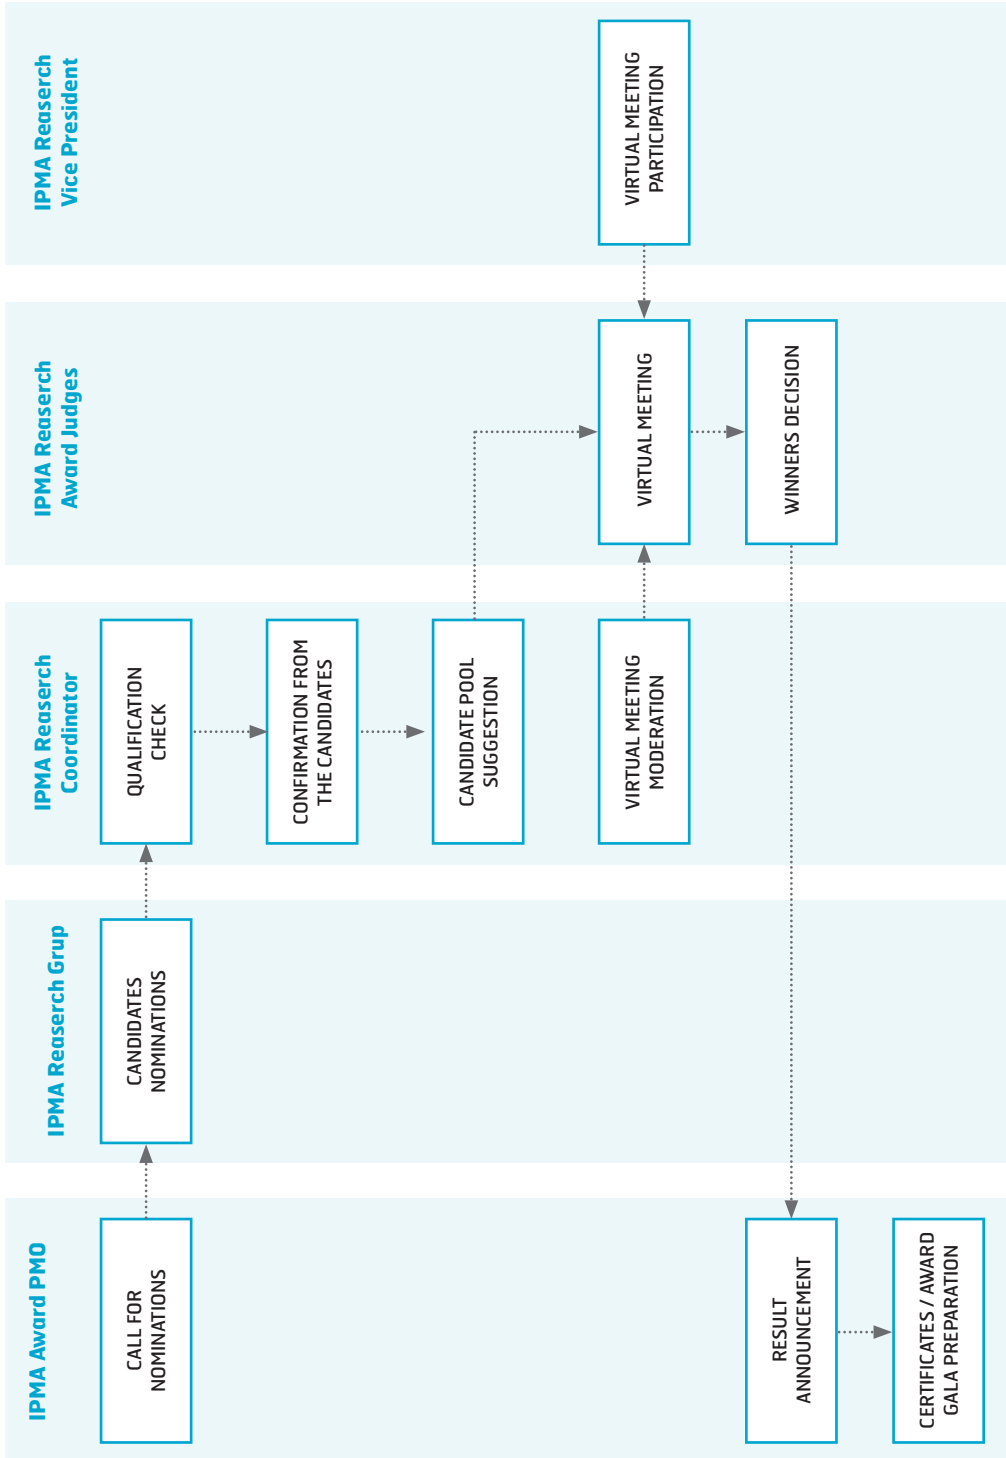 IPMA Award PMO
IPMA Reaserch Grup
IPMA Reaserch
Coordinator
IPMA Reaserch
Award Judges
IPMA Reaserch
Vice President
CALL FOR
NOMINATIONS
CANDIDATES
NOMINATIONS
QUALIFICATION
CHECK
CONFIRMATION FROM
THE CANDIDATES
CANDIDATE POOL
SUGGESTION
VIRTUAL MEETING
MODERATION
VIRTUAL MEETING
VIRTUAL MEETING
PARTICIPATION
WINNERS DECISION
RESULT
ANNOUNCEMENT
CERTIFICATES / AWARD
GALA PREPARATION